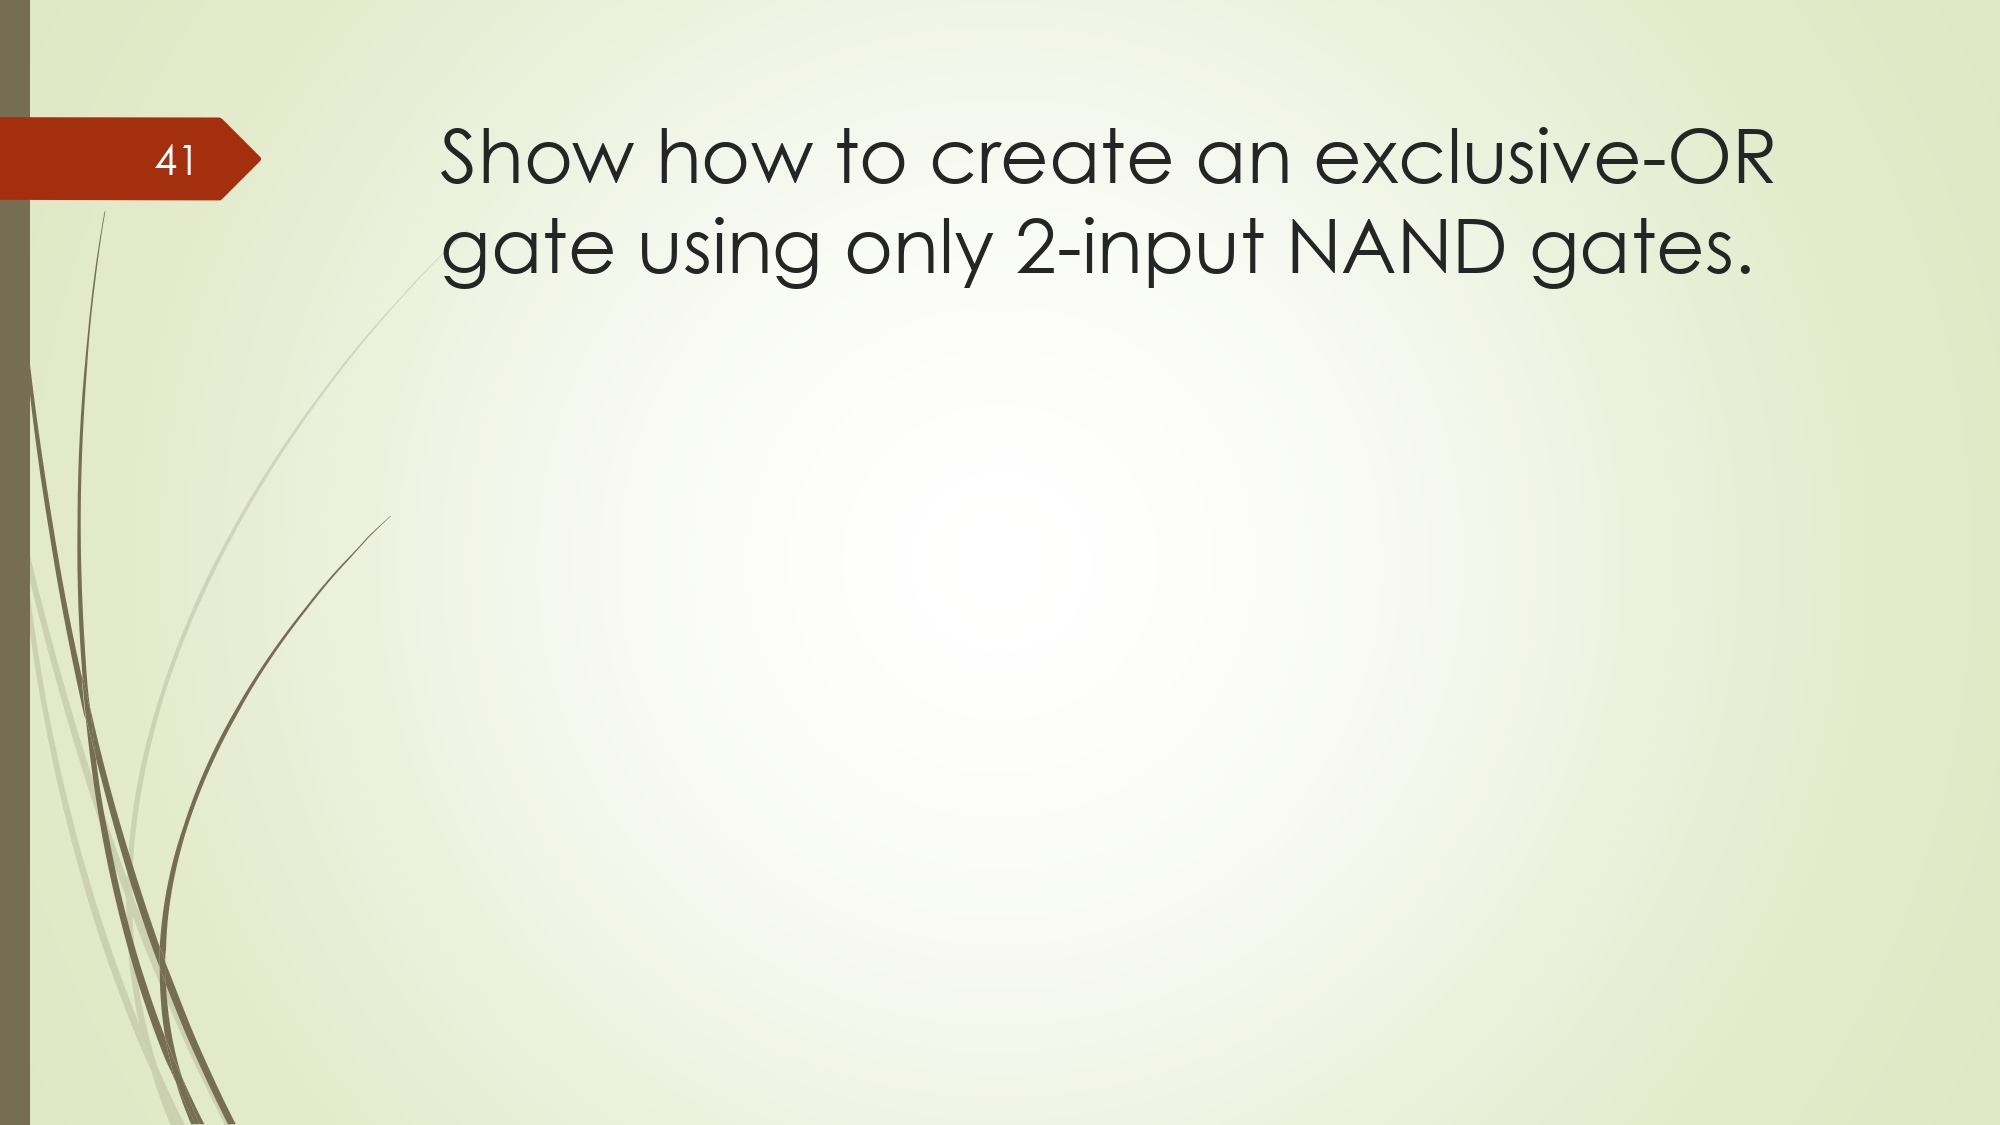 41
Show how to create an exclusive-OR
gate using only 2-input NAND gates.